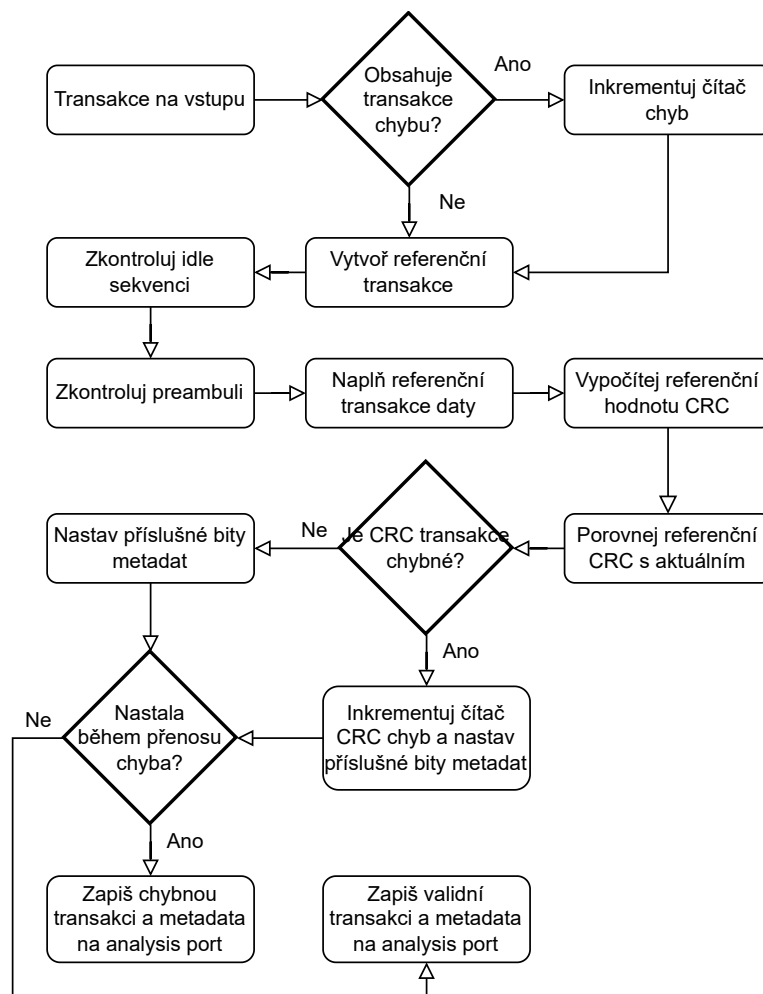 Transakce na vstupu
Obsahuje
transakce
chybu?
Ano
Inkrementuj čítač
chyb
Ne
Zkontroluj idle
sekvenci
Vytvoř referenční
transakce
Zkontroluj preambuli
Naplň referenční
transakce daty
Vypočítej referenční
hodnotu CRC
Nastav příslušné bity
metadat
Ne
Je CRC transakce
chybné?
Porovnej referenční
CRC s aktuálním
Ano
Ne
Nastala
během přenosu
chyba?
Inkrementuj čítač
CRC chyb a nastav
příslušné bity metadat
Ano
Zapiš chybnou
transakci a metadata
na analysis port
Zapiš validní
transakci a metadata
na analysis port